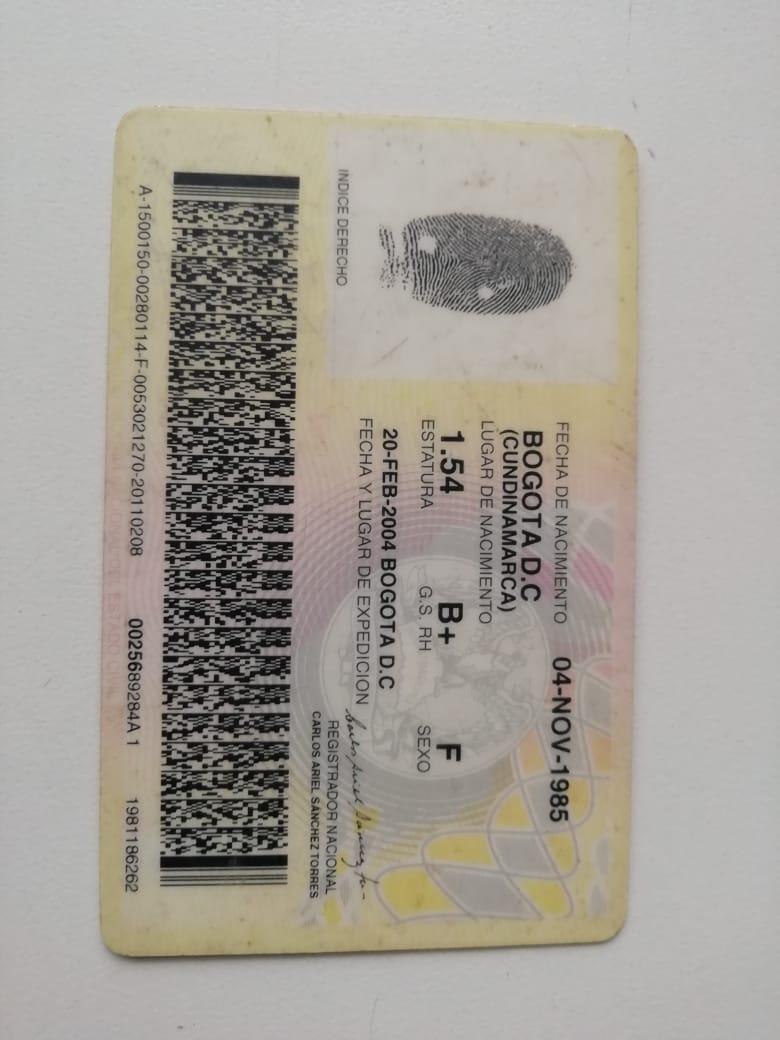 FECHA DE NACIMIENTO 04-NOV-1985
BOGOTA D.C
(CUNDINAMARCA)
LUGAR DE NACIMIENTO
1.54 B+ F
ESTATURA G.S. RH SEXO
20-FEB-2004 BOGOTA D.C
FECHA Y LUGAR DE EXPEDICION
INDICE DERECHO
REGISTRADOR NACIONAL
CARLOS ARIEL SÁNCHEZ TORRES
A-1500150-00280114-F-0053021270-20110208 0025689284A 1 1981186262